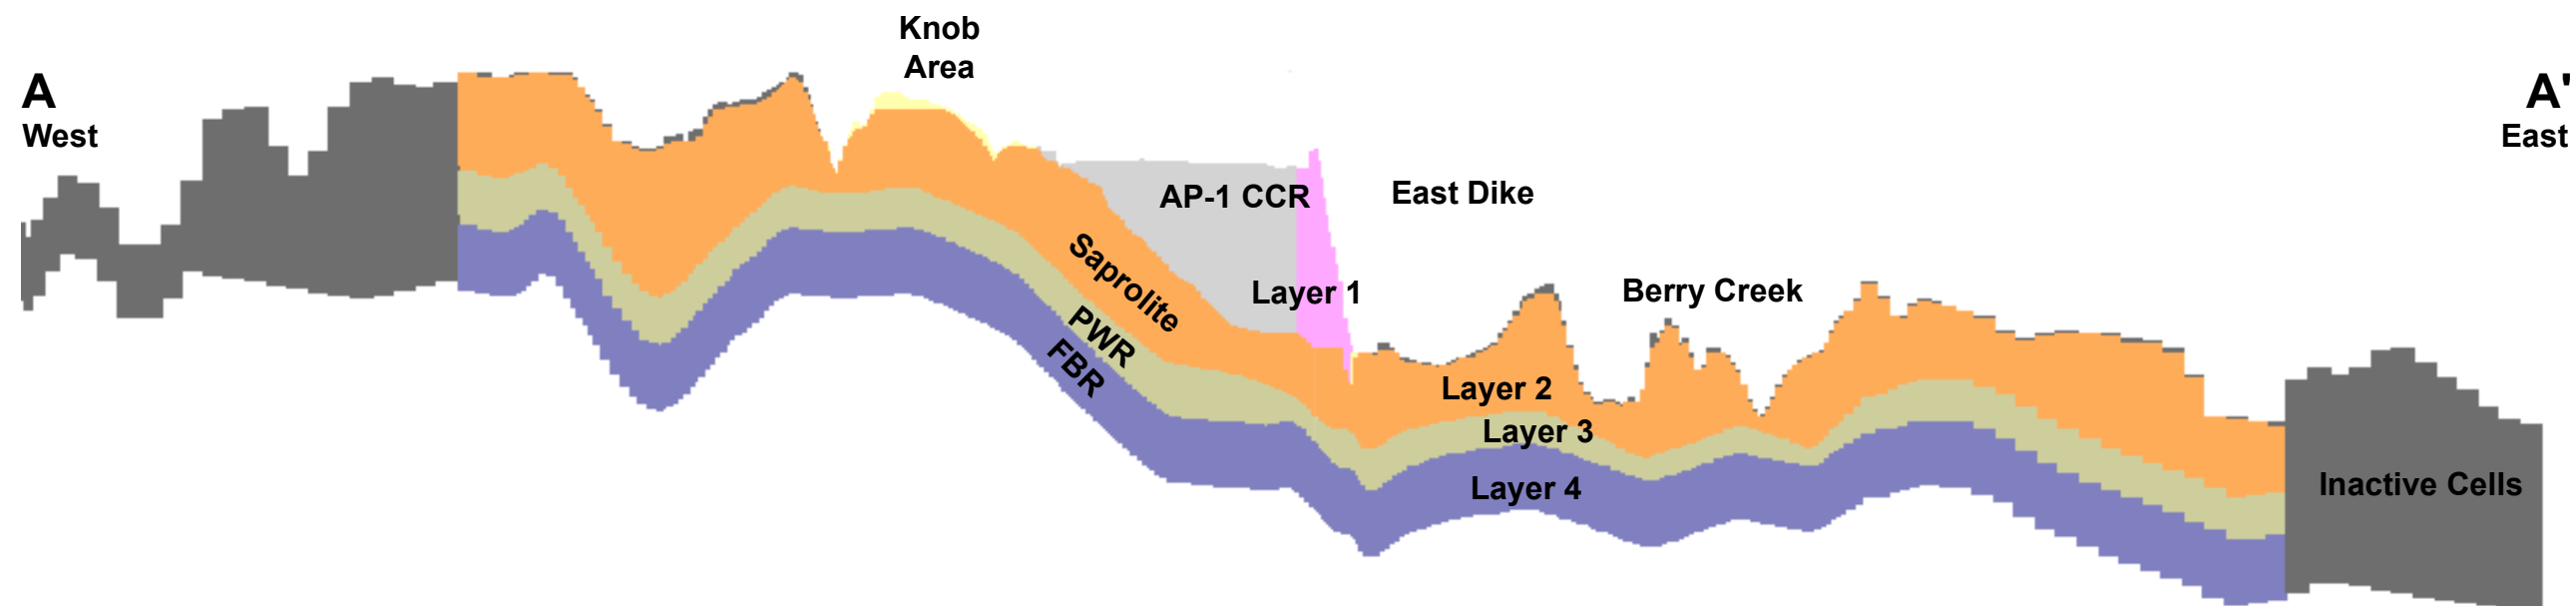 Knob
Area
A
West
A'
East
AP-1 CCR
East Dike
Saprolite
Layer 1
Berry Creek
PWR
FBR
Layer 2
Layer 3
Layer 4
Inactive Cells